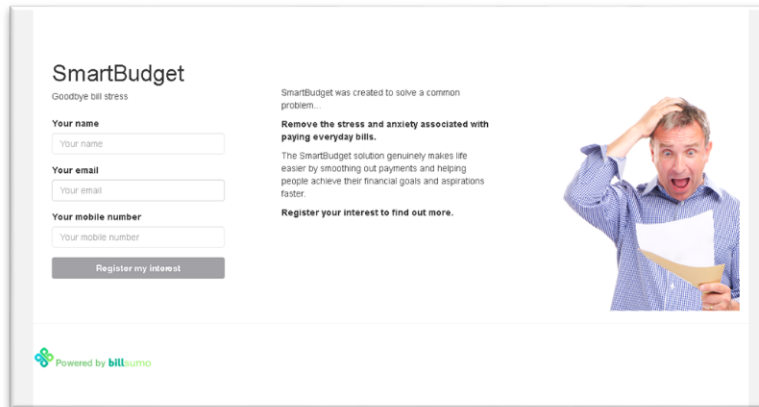 SmartBudget
Goodbye bill stress
Your name
Your name
Your email
Your email
Your mobile number
Your mobile number
Register my interest
SmartBudget was created to solve a common
problem...
Remove the stress and anxiety associated with
paying everyday bills.
The SmartBudget solution genuinely makes life
easier by smoothing out payments and helping
people achieve their financial goals and aspirations
faster.
Register your interest to find out more.
Powered by billsumo